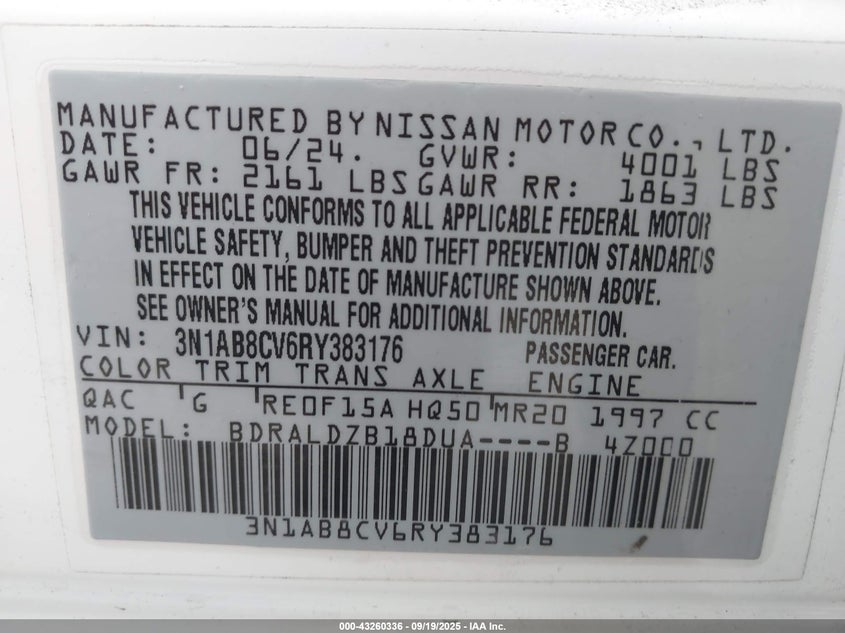 MANUFACTURED BY NISSAN MOTOR CO., LTD.
DATE: 06/24. GVWR: 4001 LBS
GAWR FR: 2161 LBS GAWR RR: 1863 LBS
THIS VEHICLE CONFORMS TO ALL APPLICABLE FEDERAL MOTOR
VEHICLE SAFETY, BUMPER AND THEFT PREVENTION STANDARDS
IN EFFECT ON THE DATE OF MANUFACTURE SHOWN ABOVE.
SEE OWNER'S MANUAL FOR ADDITIONAL INFORMATION.
VIN: 3N1AB8CV6RY383176 PASSENGER CAR.
COLOR TRIM TRANS AXLE ENGINE
QAC G RE0F15A HQ50 MR20 1997 CC
MODEL: BDRALDZB18DUA----B 4Z000
3N1AB8CV6RY383176
000-43260336 - 09/19/2025 - IAA Inc.